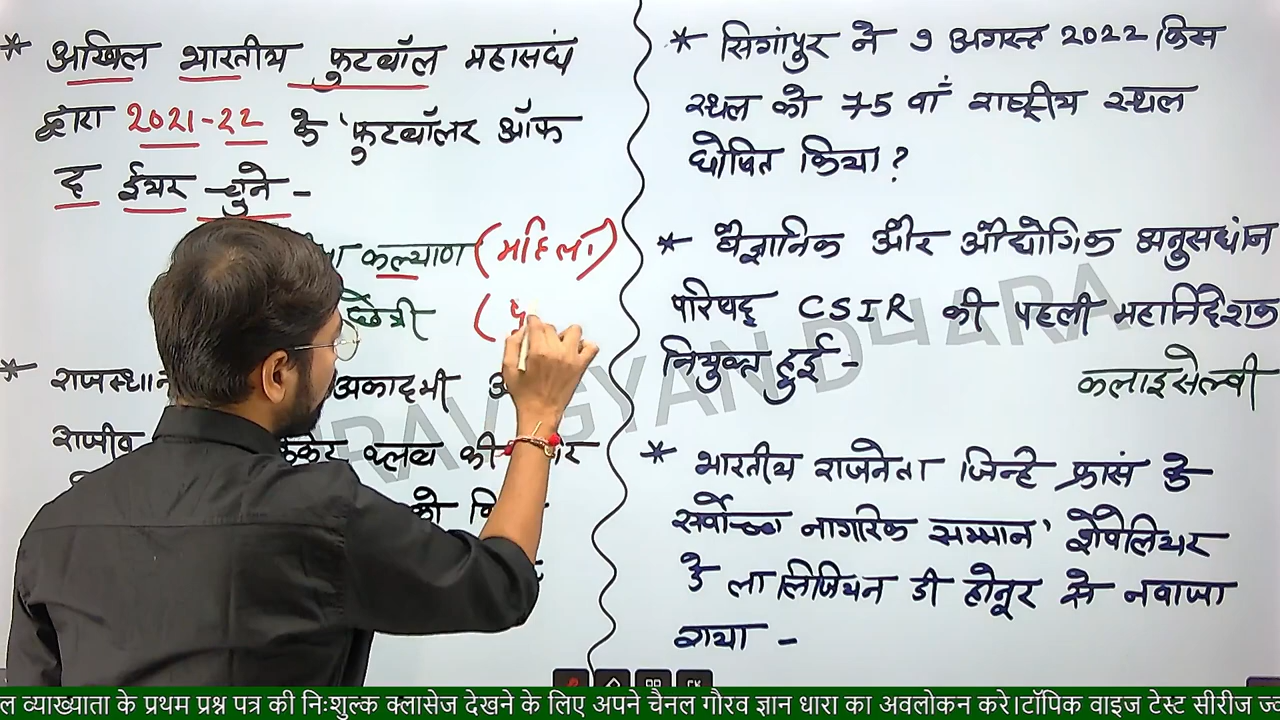 * अखिल भारतीय फुटबॉल महासंघ
द्वारा 2021-22 के 'फुटबॉलर ऑफ
द ईयर चुने -
कल्याण (महिला)
छेत्री (पु
* राजस्थान अकादमी
राजीव की
को
* सिगांपुर ने 9 अगस्त 2022 किस
स्थल को 75 वाँ राष्ट्रीय स्थल
घोषित किया?
* वैज्ञानिक और औद्योगिक अनुसधांन
परिषद् CSIR की पहली महानिदेशक
नियुक्त हुई -
कलाइसेल्वी
* भारतीय राजनेता जिन्हे फ्रासं के
सर्वोच्च नागरिक सम्मान' शेवेलियर
डे ला लिजियन डी होनूर से नवाजा
गया -
GYAN DHARA
ल व्याख्याता के प्रथम प्रश्न पत्र की निःशुल्क क्लासेज देखने के लिए अपने चैनल गौरव ज्ञान धारा का अवलोकन करे।टॉपिक वाइज टेस्ट सीरीज ज्व